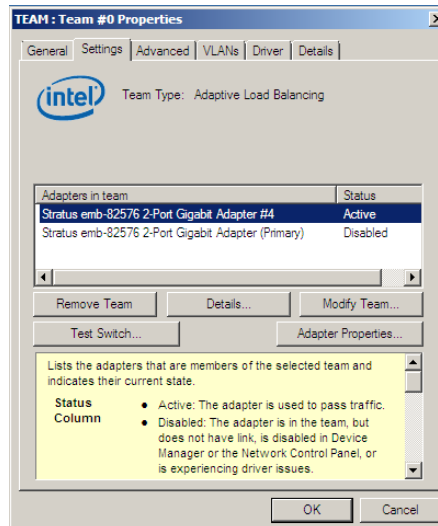 TEAM : Team #0 Properties
General Settings Advanced VLANs Driver Details
intel Team Type: Adaptive Load Balancing
Adapters in team Status
Stratus emb-82576 2-Port Gigabit Adapter #4 Active
Stratus emb-82576 2-Port Gigabit Adapter (Primary) Disabled
Remove Team Details... Modify Team...
Test Switch... Adapter Properties...
Lists the adapters that are members of the selected team and
indicates their current state.
Status • Active: The adapter is used to pass traffic.
Column • Disabled: The adapter is in the team, but
does not have link, is disabled in Device
Manager or the Network Control Panel, or
is experiencing driver issues.
OK Cancel